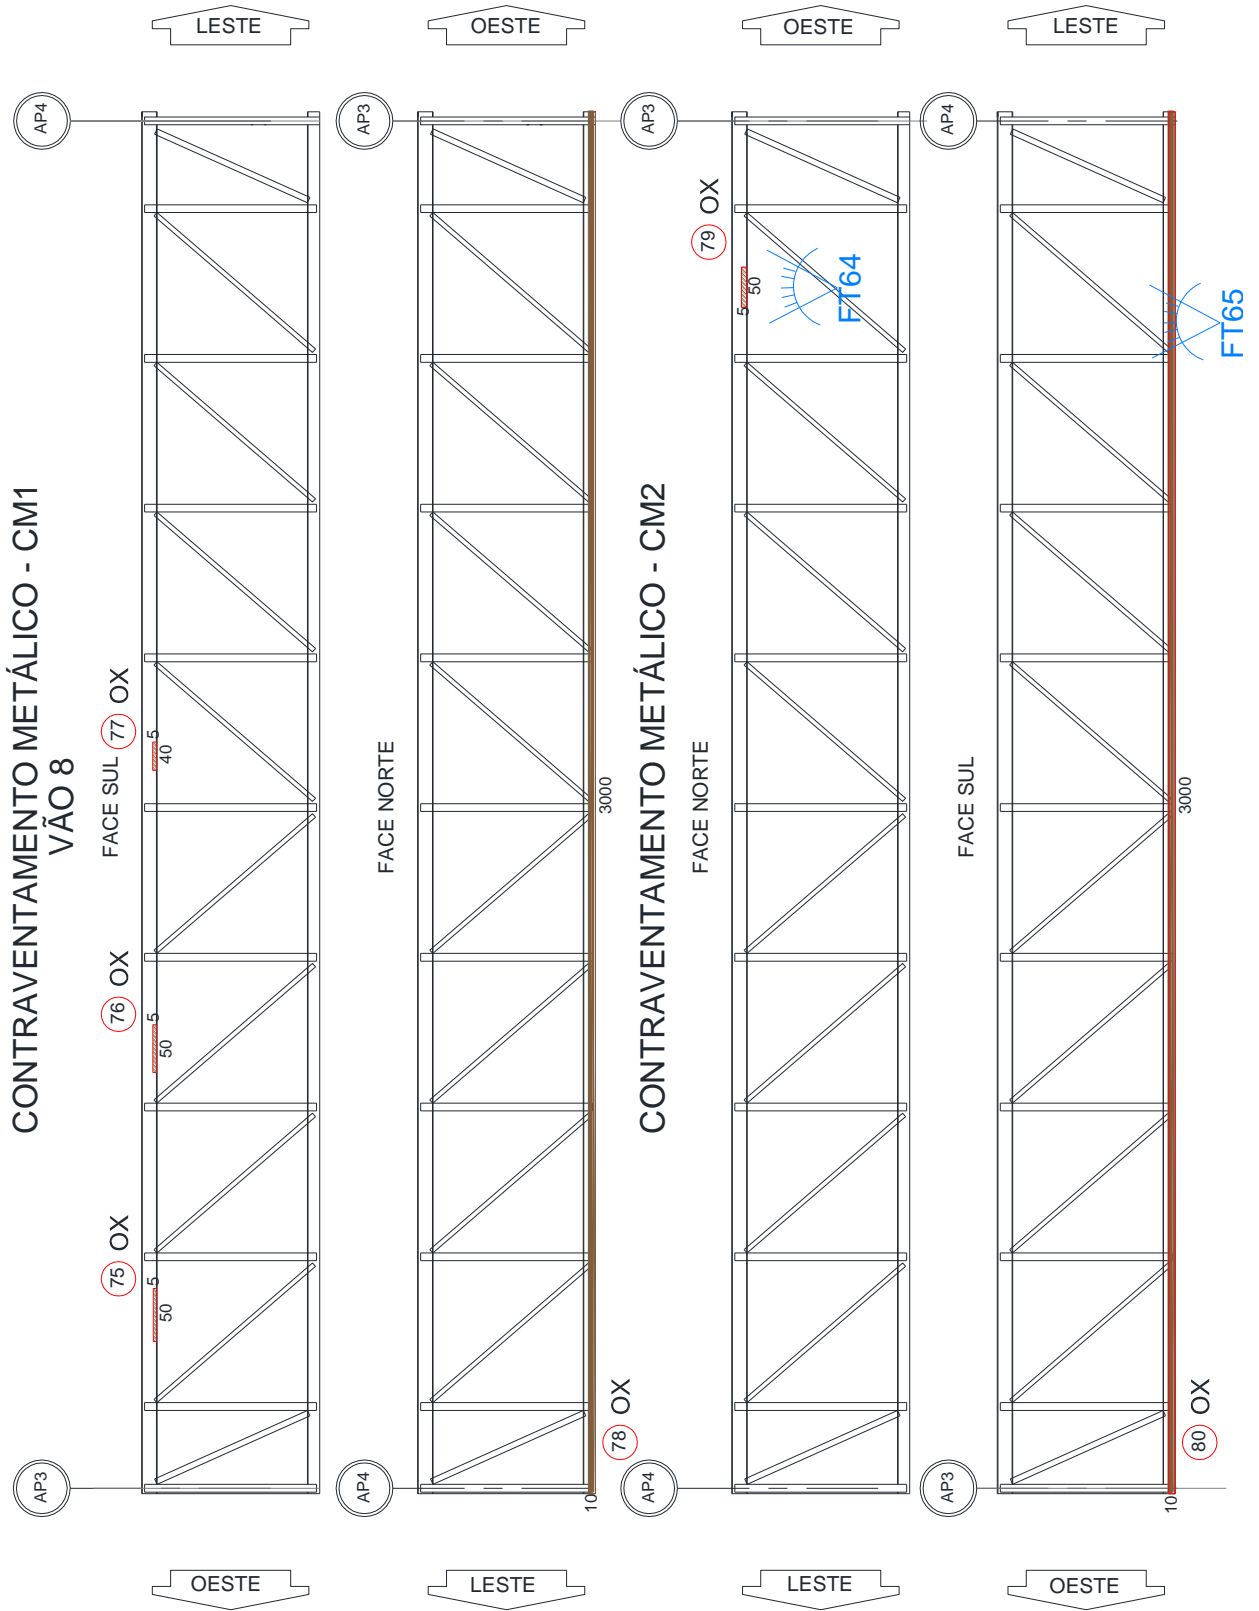 CONTRAVENTAMENTO METÁLICO - CM1
VÃO 8
FACE SUL
OESTE
LESTE
AP3
AP4
75 OX
5
50
76 OX
5
50
77 OX
5
40
FACE NORTE
LESTE
OESTE
AP4
AP3
78 OX
10
3000
CONTRAVENTAMENTO METÁLICO - CM2
FACE NORTE
LESTE
OESTE
AP4
AP3
79 OX
5
50
FT64
FACE SUL
OESTE
LESTE
AP3
AP4
80 OX
10
3000
FT65